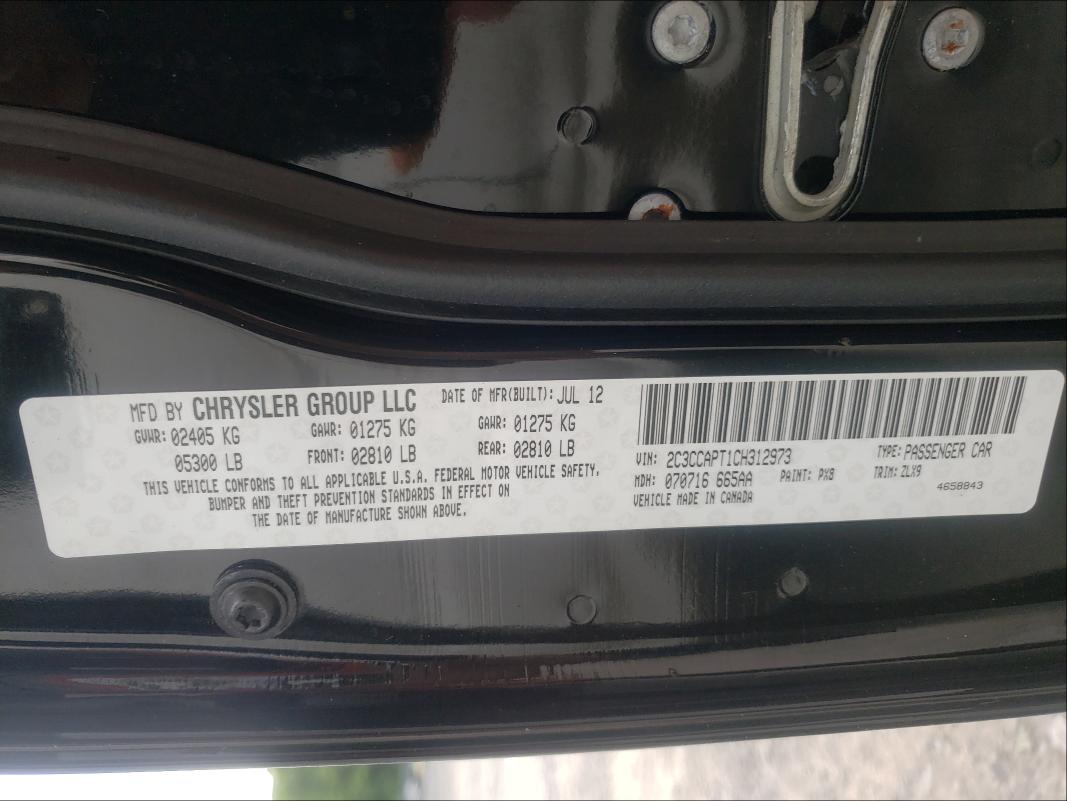 MFD BY CHRYSLER GROUP LLC DATE OF MFR(BUILT): JUL 12
GVWR: 02405 KG GAWR: 01275 KG GAWR: 01275 KG
05300 LB FRONT: 02810 LB REAR: 02810 LB
THIS VEHICLE CONFORMS TO ALL APPLICABLE U.S.A. FEDERAL MOTOR VEHICLE SAFETY,
BUMPER AND THEFT PREVENTION STANDARDS IN EFFECT ON
THE DATE OF MANUFACTURE SHOWN ABOVE.
VIN: 2C3CCAPT1CH312973 TYPE: PASSENGER CAR
MDH: 070716 665AA PAINT: PX8 TRIM: ZLX9
VEHICLE MADE IN CANADA 4658843